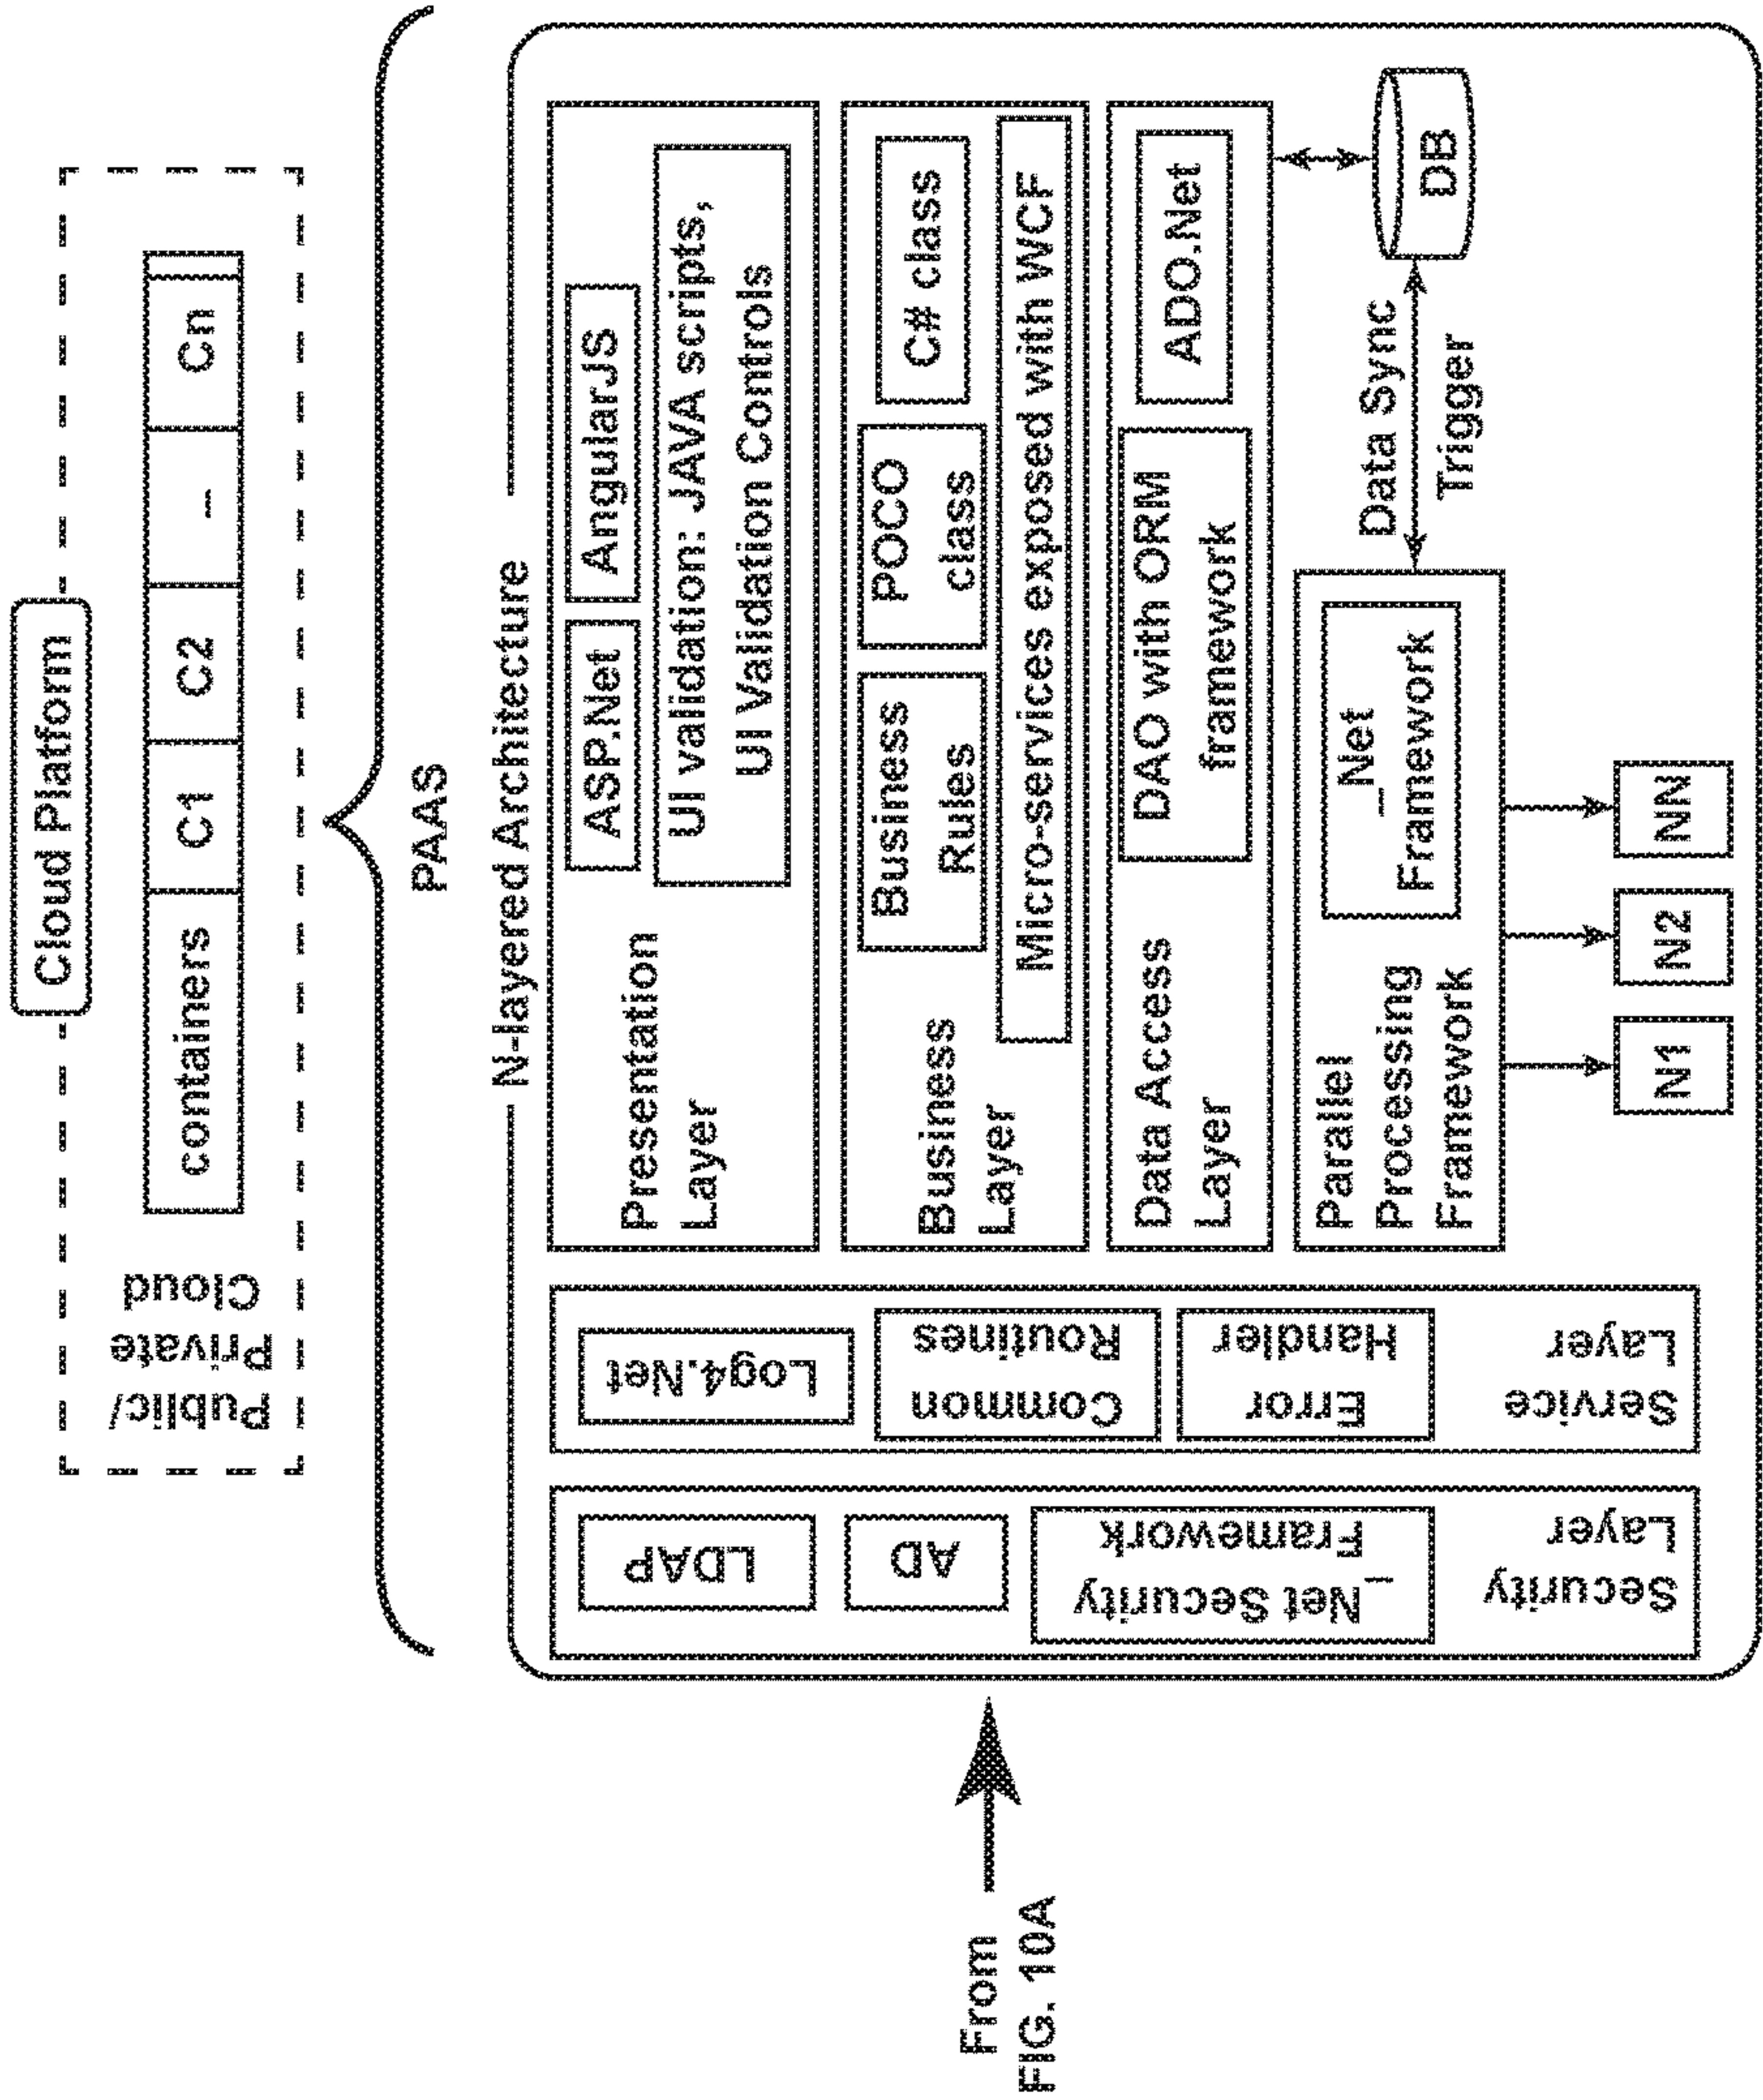 Cloud Platform
Public/
Private
Cloud
containers
C1
C2
–
Cn
PAAS
N-layered Architecture
From
FIG. 10A
Security
Layer
_Net Security
Framework
AD
LDAP
Service
Layer
Error
Handler
Common
Routines
Log4.Net
Presentation
Layer
ASP.Net
AngularJS
UI validation: JAVA scripts,
UI Validation Controls
Business
Layer
Business
Rules
POCO
class
C# class
Micro-services exposed with WCF
Data Access
Layer
DAO with ORM
framework
ADO.Net
Parallel
Processing
Framework
_Net
Framework
Data Sync
Trigger
DB
N1
N2
NN